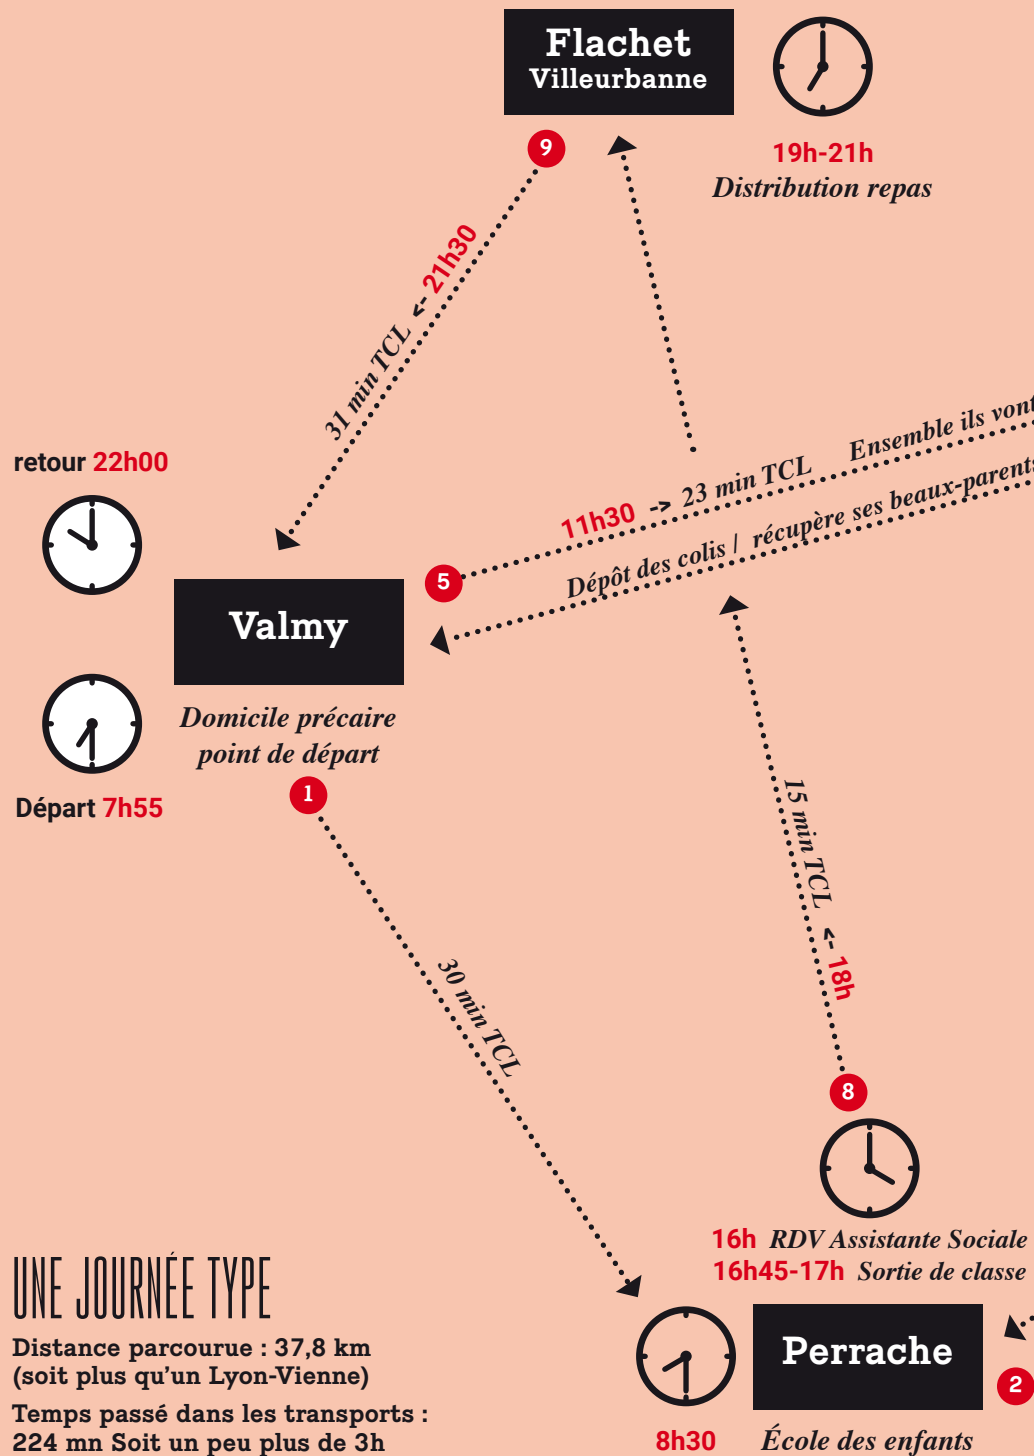 Flachet
Villeurbanne
19h-21h
Distribution repas
9
31 min TCL <- 21h30
retour 22h00
11h30 -> 23 min TCL Ensemble ils vont
Dépôt des colis / récupère ses beaux-parents
5
Valmy
Domicile précaire
point de départ
Départ 7h55
1
30 min TCL
15 min TCL <- 18h
8
16h RDV Assistante Sociale
16h45-17h Sortie de classe
Perrache
2
8h30 École des enfants
UNE JOURNÉE TYPE
Distance parcourue : 37,8 km
(soit plus qu'un Lyon-Vienne)
Temps passé dans les transports :
224 mn Soit un peu plus de 3h